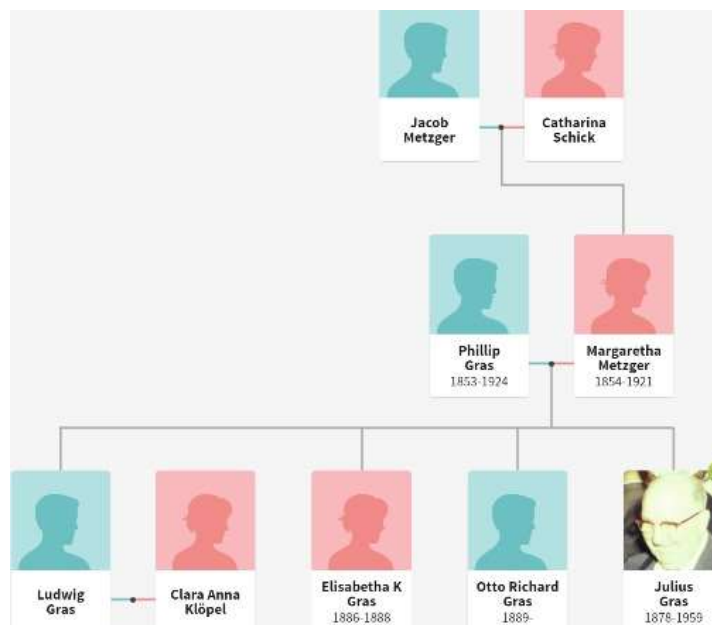 Jacob
Metzger
Catharina
Schick
Phillip
Gras
1853-1924
Margaretha
Metzger
1854-1921
Ludwig
Gras
Clara Anna
Klöpel
Elisabetha K
Gras
1886-1888
Otto Richard
Gras
1889-
Julius
Gras
1878-1959